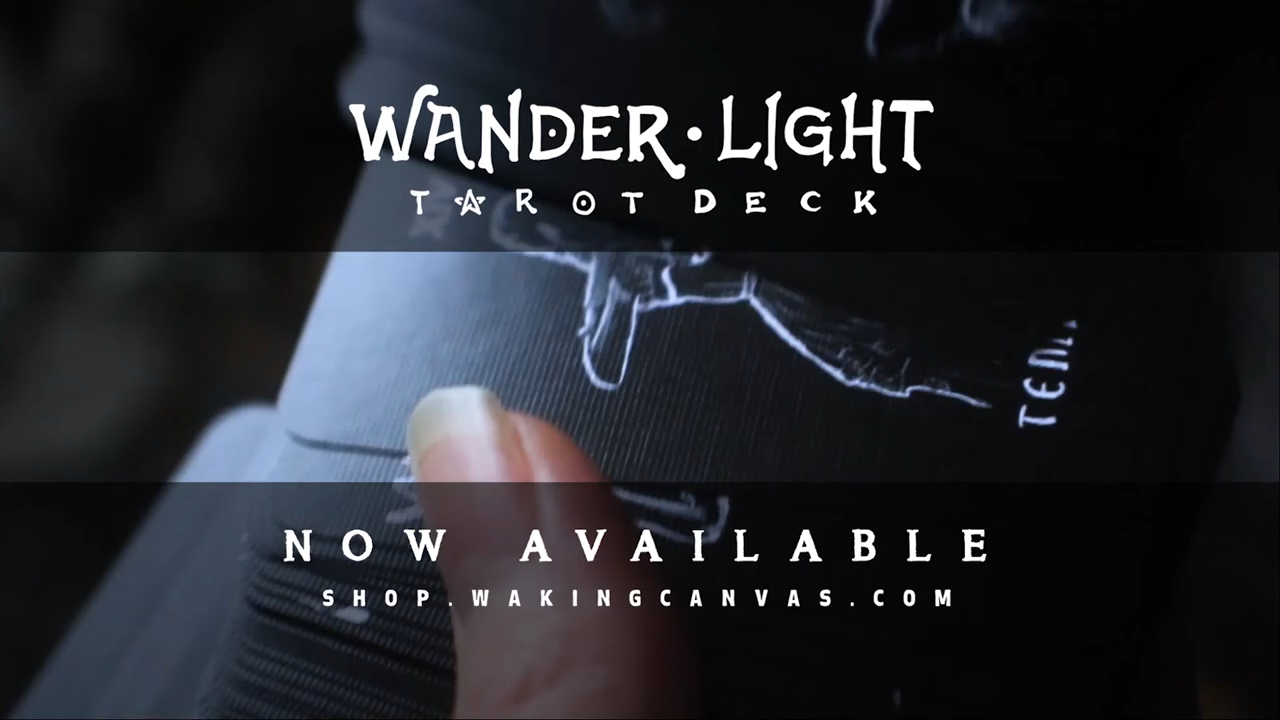 WANDER·LIGHT
TAROT DECK
NOW AVAILABLE
SHOP.WAKINGCANVAS.COM